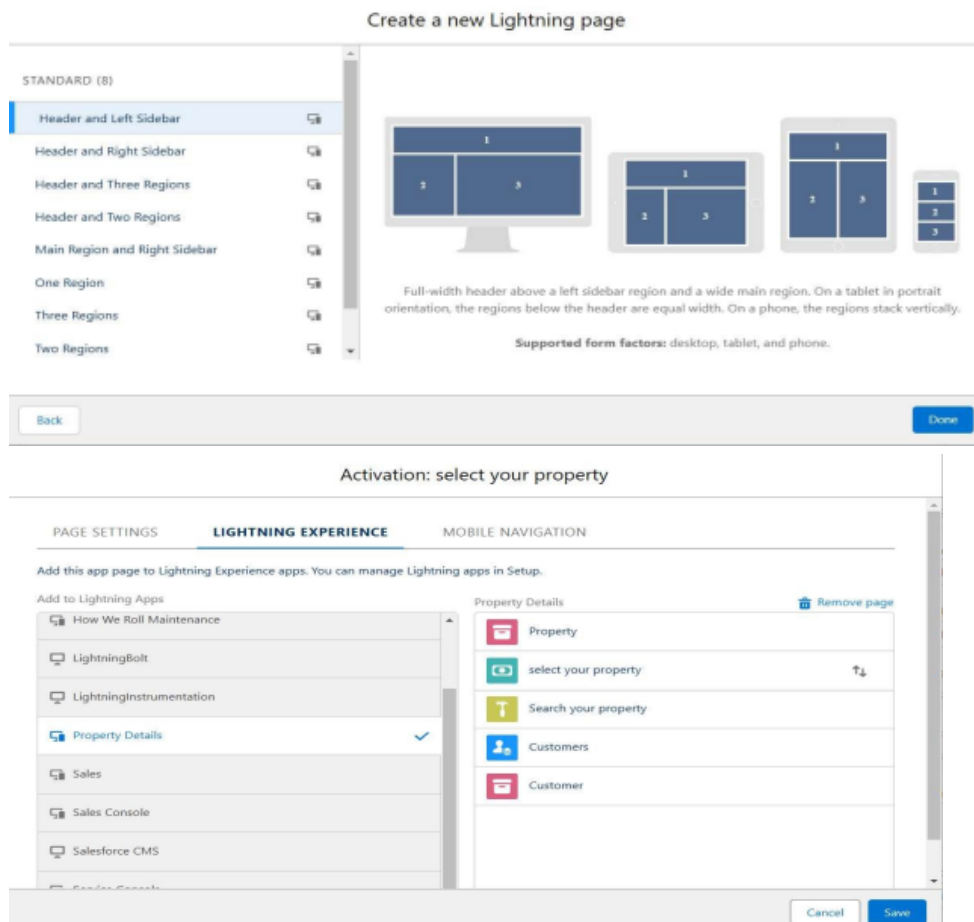 Create a new Lightning page
STANDARD (8)
Header and Left Sidebar
Header and Right Sidebar
Header and Three Regions
Header and Two Regions
Main Region and Right Sidebar
One Region
Three Regions
Two Regions
1
2
3
1
2
3
1
2
3
1
2
3
Full-width header above a left sidebar region and a wide main region. On a tablet in portrait
orientation, the regions below the header are equal width. On a phone, the regions stack vertically.
Supported form factors: desktop, tablet, and phone.
Back
Done
Activation: select your property
PAGE SETTINGS
LIGHTNING EXPERIENCE
MOBILE NAVIGATION
Add this app page to Lightning Experience apps. You can manage Lightning apps in Setup.
Add to Lightning Apps
How We Roll Maintenance
LightningBolt
LightningInstrumentation
Property Details
Sales
Sales Console
Salesforce CMS
Property Details
Remove page
Property
select your property
Search your property
Customers
Customer
Cancel
Save